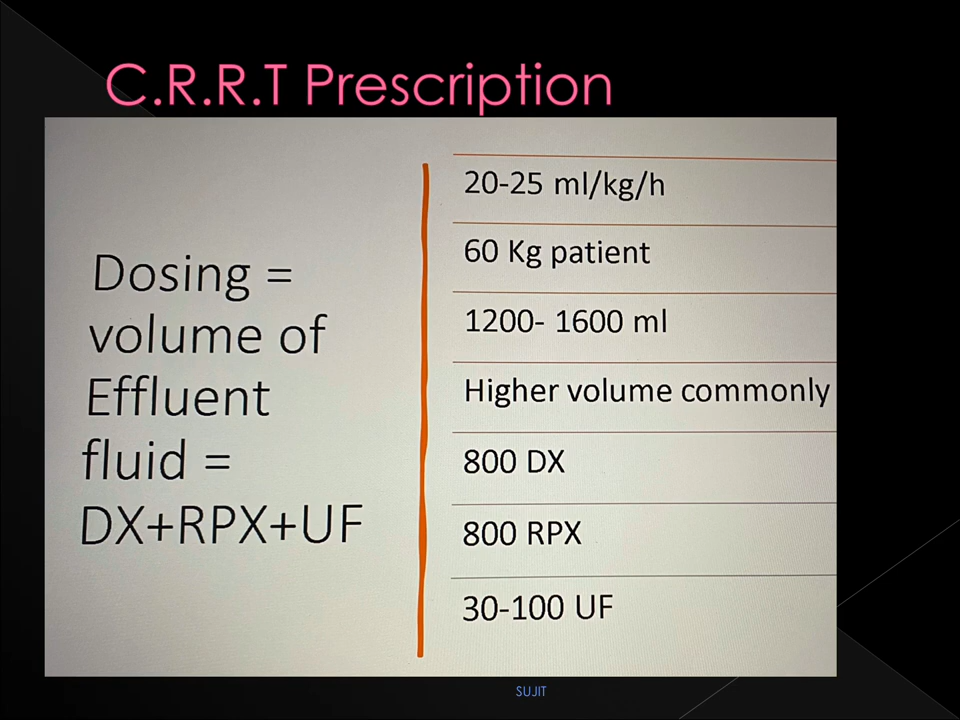 C.R.R.T Prescription
Dosing =
volume of
Effluent
fluid =
DX+RPX+UF
20-25 ml/kg/h
60 Kg patient
1200- 1600 ml
Higher volume commonly
800 DX
800 RPX
30-100 UF
SUJIT